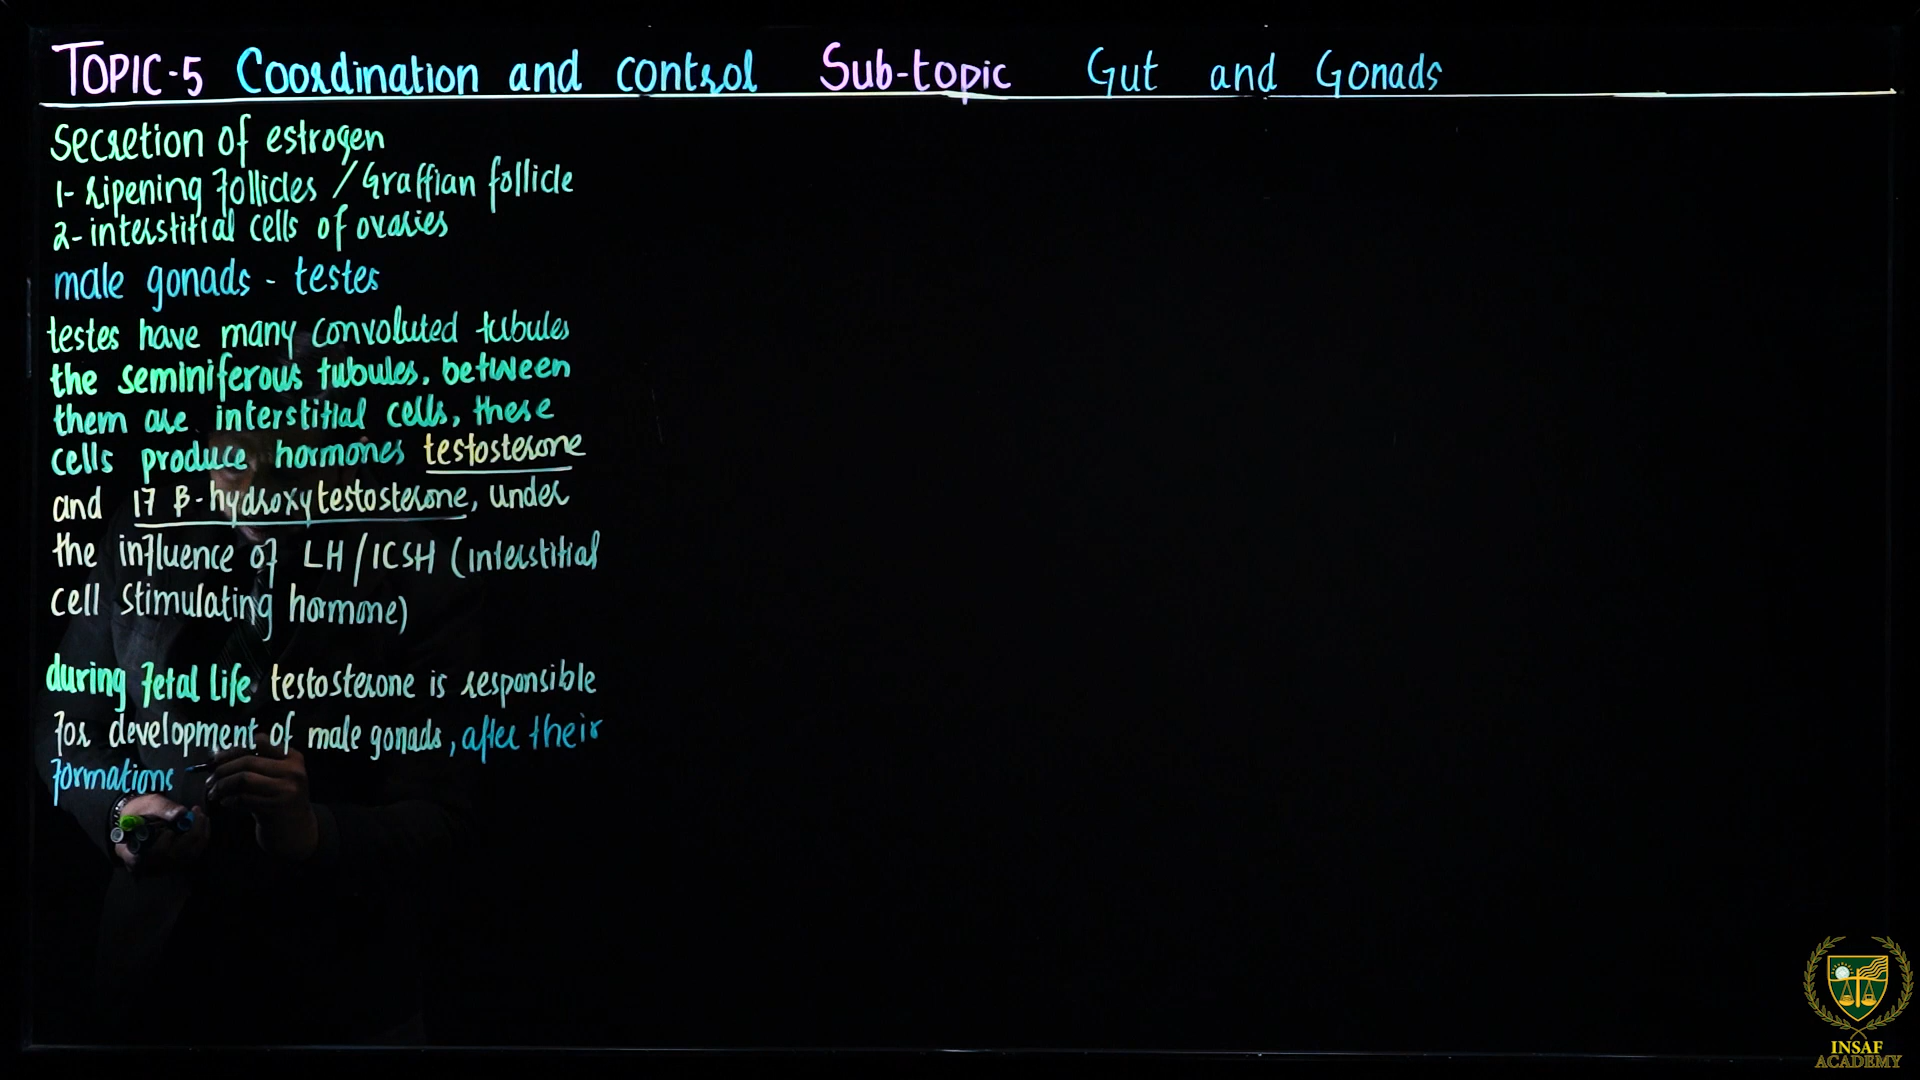 TOPIC-5 Coordination and control Sub-topic Gut and Gonads
Secretion of estrogen
1- ripening follicles / Graffian follicle
2- interstitial cells of ovaries
male gonads - testes
testes have many convoluted tubules
the seminiferous tubules, between
them are interstitial cells, these
cells produce hormones testosterone
and 17 β-hydroxytestosterone, under
the influence of LH/ICSH (interstitial
cell stimulating hormone)
during fetal life testosterone is responsible
for development of male gonads, after their
formations
INSAF
ACADEMY